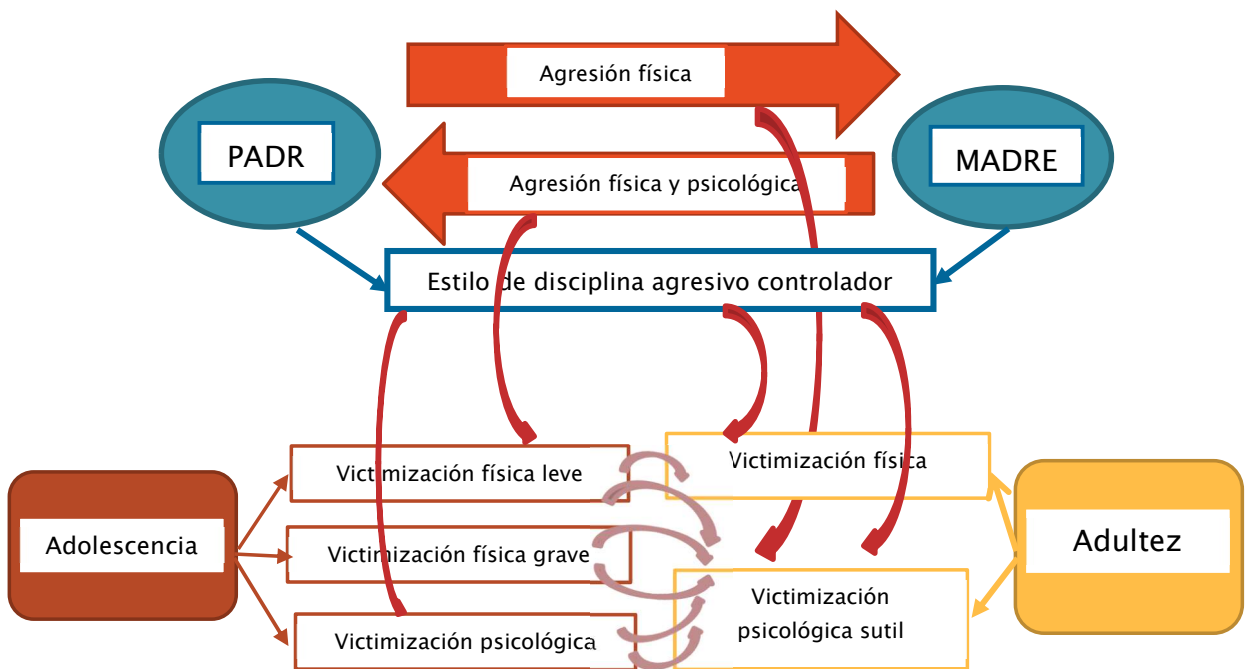 Agresión física
PADR
MADRE
Agresión física y psicológica
Estilo de disciplina agresivo controlador
Victimización física leve
Victimización física
Adolescencia
Victimización física grave
Adultez
Victimización psicológica
Victimización
psicológica sutil